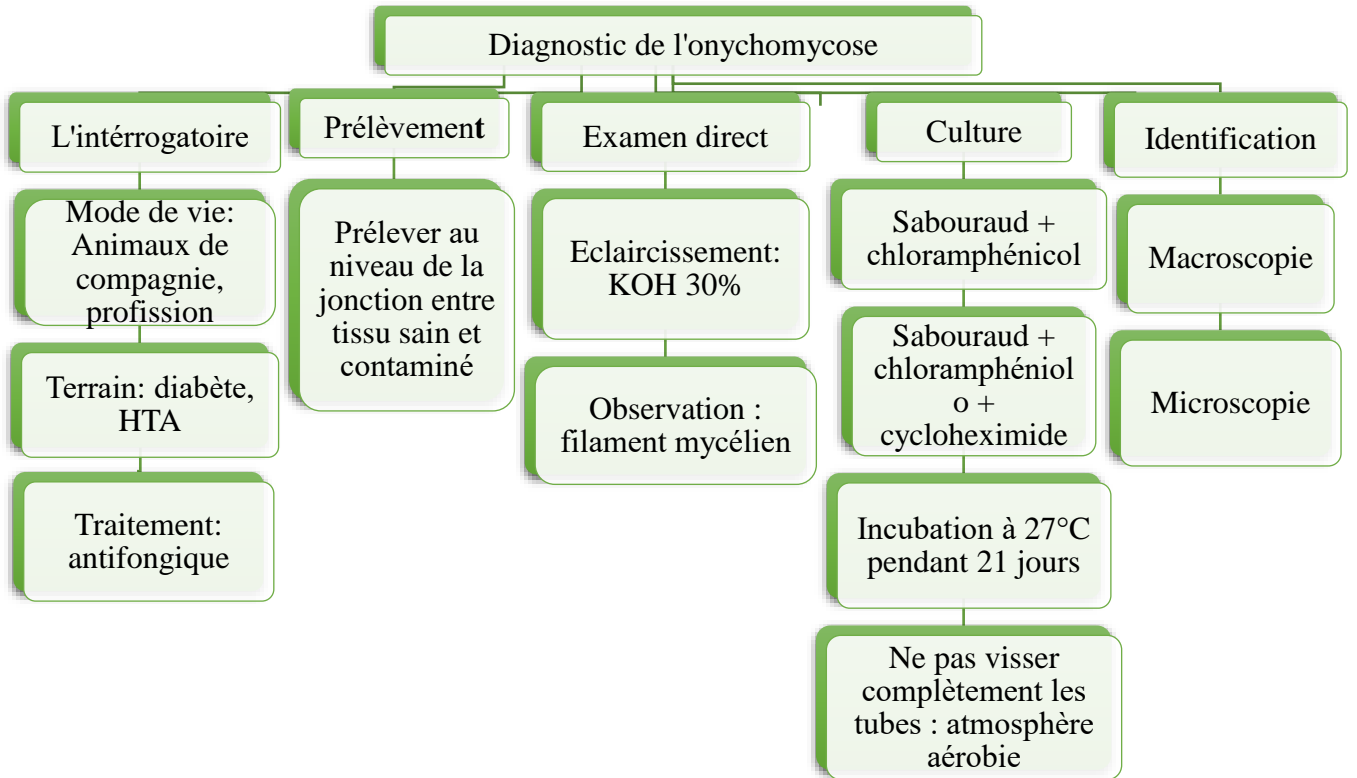 Diagnostic de l'onychomycose
L'intérrogatoire
Mode de vie:
Animaux de
compagnie,
profission
Terrain: diabète,
HTA
Traitement:
antifongique
Prélèvement
Prélever au
niveau de la
jonction entre
tissu sain et
contaminé
Examen direct
Eclaircissement:
KOH 30%
Observation :
filament mycélien
Culture
Sabouraud +
chloramphénicol
Sabouraud +
chloramphéniol
o +
cycloheximide
Incubation à 27°C
pendant 21 jours
Ne pas visser
complètement les
tubes : atmosphère
aérobie
Identification
Macroscopie
Microscopie